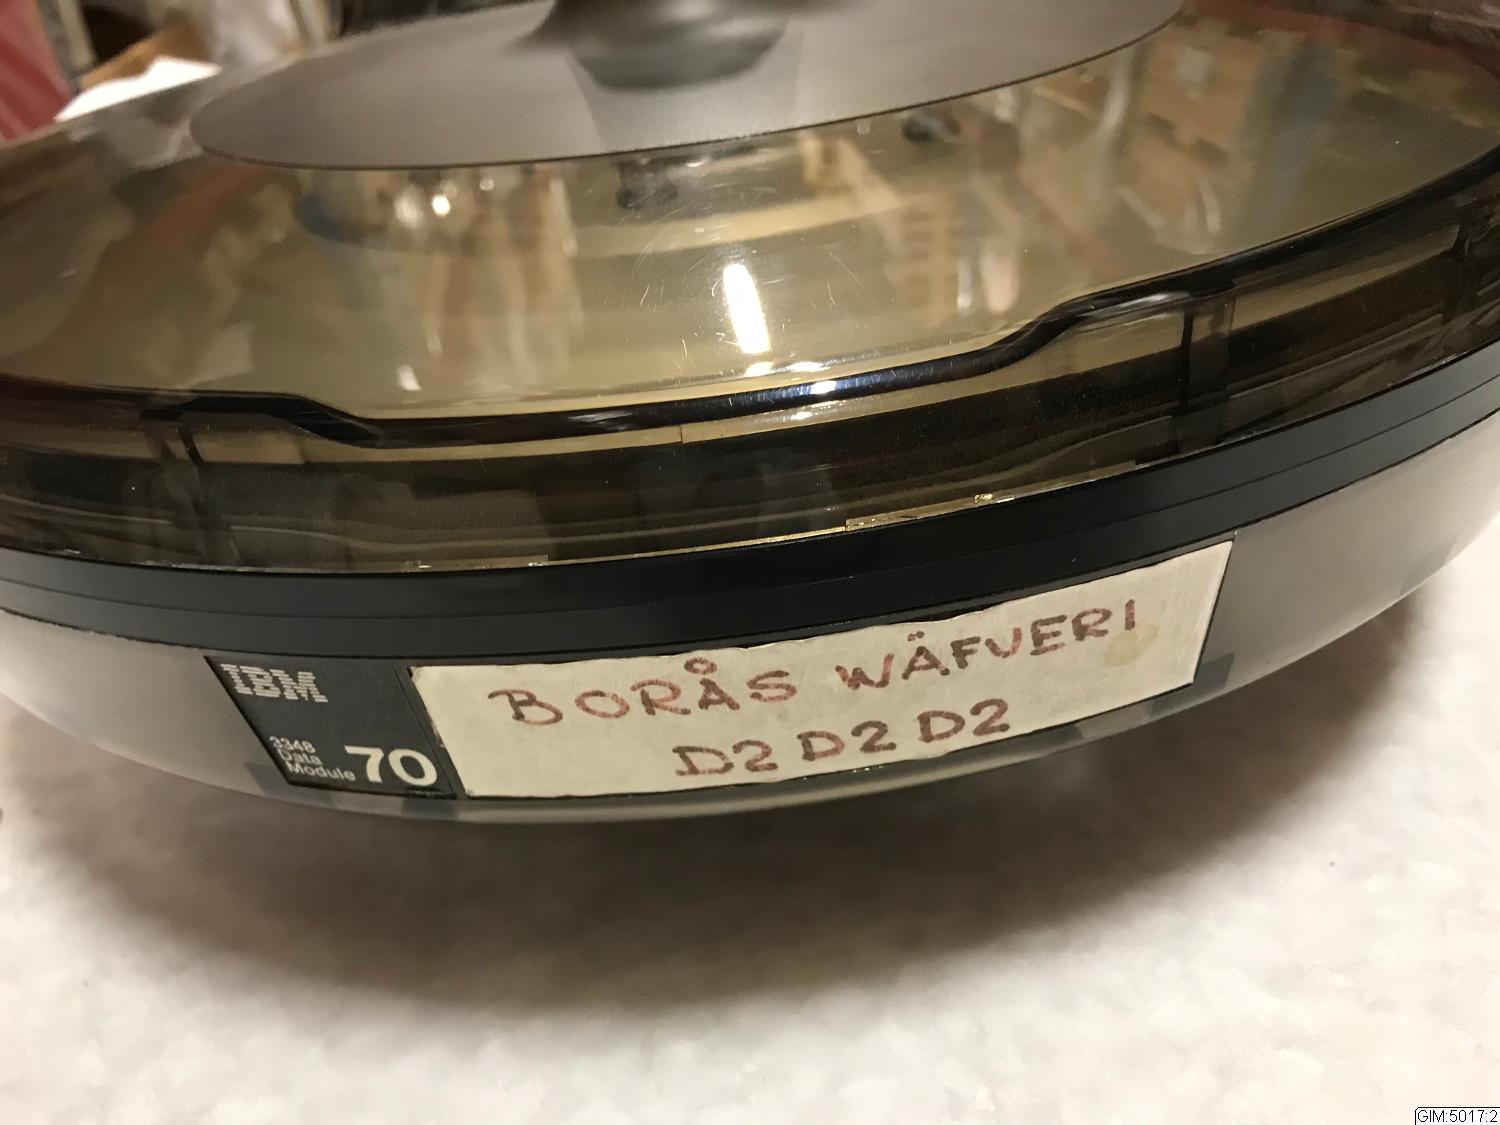 IBM
3348
Data
Module 70
BORÅS WÄFVERI
D2 D2 D2
GIM:5017:2